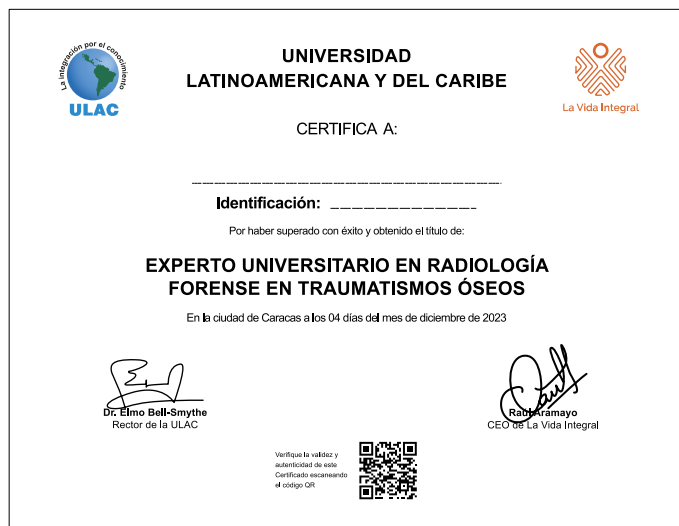 La integración por el conocimiento
ULAC
UNIVERSIDAD
LATINOAMERICANA Y DEL CARIBE
La Vida Integral
CERTIFICA A:
Identificación:
Por haber superado con éxito y obtenido el título de:
EXPERTO UNIVERSITARIO EN RADIOLOGÍA
FORENSE EN TRAUMATISMOS ÓSEOS
En la ciudad de Caracas a los 04 días del mes de diciembre de 2023
Dr. Elmo Bell-Smythe
Rector de la ULAC
Raúl Aramayo
CEO de La Vida Integral
Verifique la validez y
autenticidad de este
Certificado escaneando
el código QR